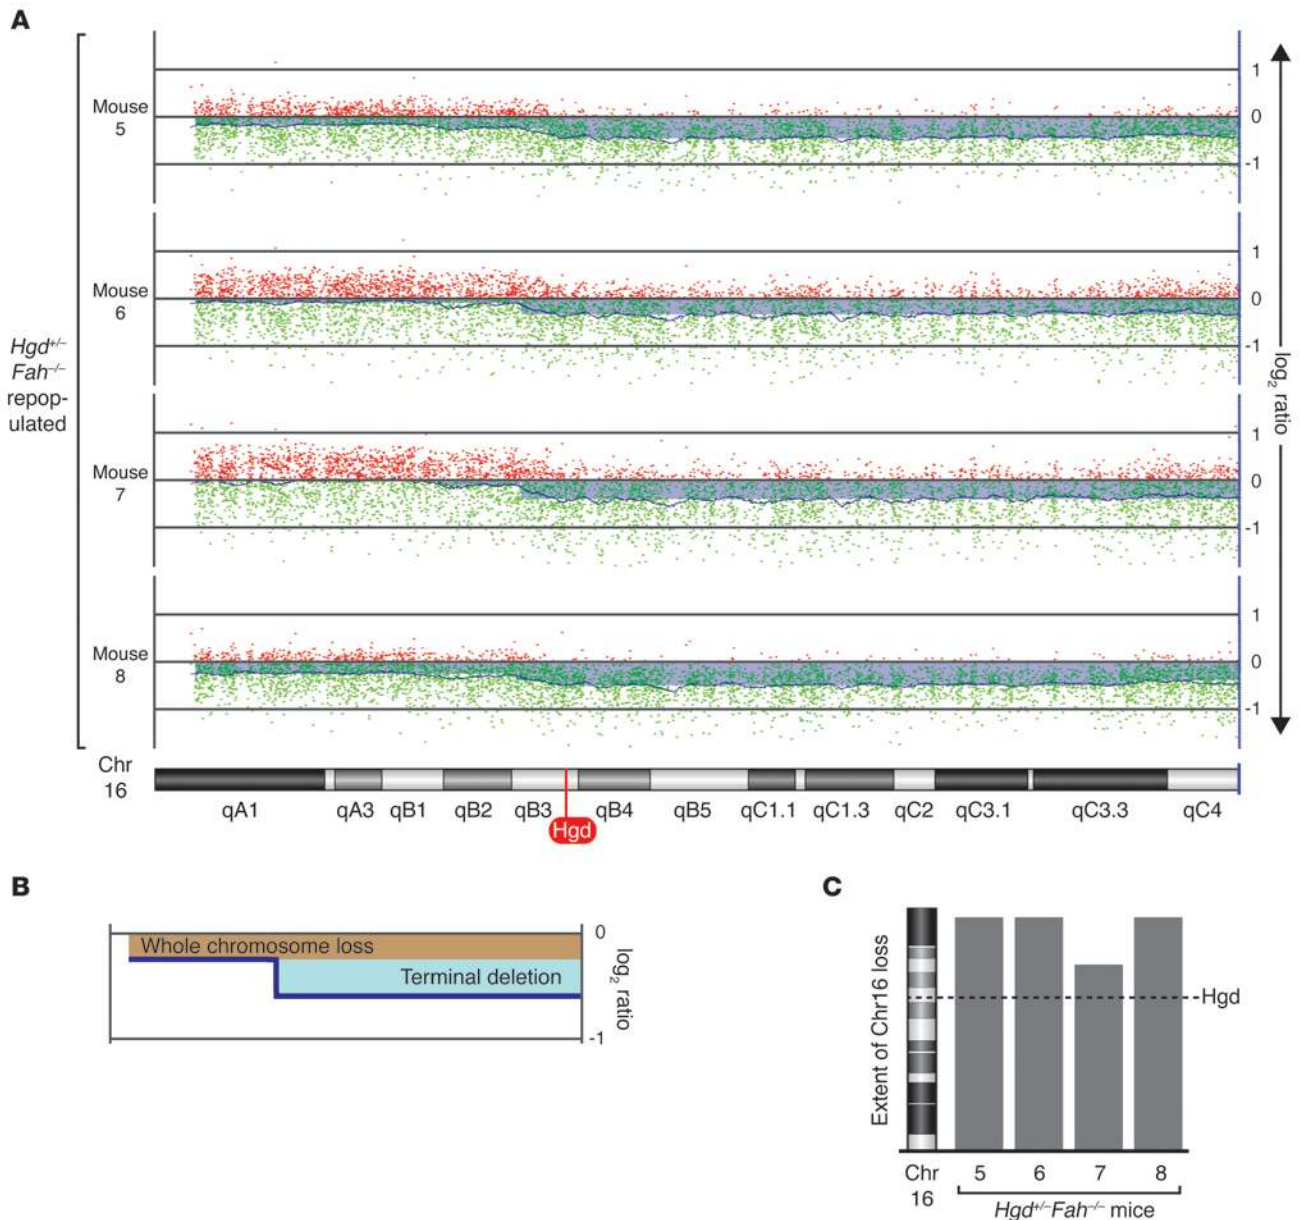 A
Mouse
5
1
0
-1
Mouse
6
1
0
-1
Hgd+/–
Fah–/–
repop-
ulated
log2 ratio
Mouse
7
1
0
-1
Mouse
8
1
0
-1
Chr
16
qA1 qA3 qB1 qB2 qB3 qB4 qB5 qC1.1 qC1.3 qC2 qC3.1 qC3.3 qC4
Hgd
B
Whole chromosome loss
Terminal deletion
0
log2 ratio
-1
C
Extent of Chr16 loss
Hgd
Chr
16
5 6 7 8
Hgd+/–Fah–/– mice